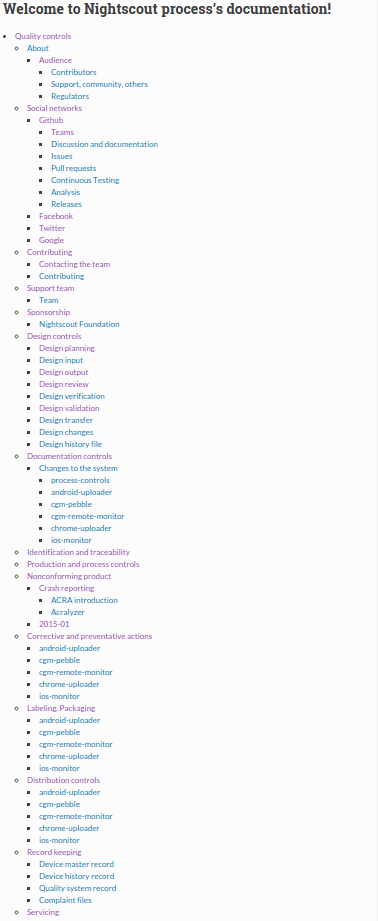 Welcome to Nightscout process's documentation!
Quality controls
About
Audience
Contributors
Support, community, others
Regulators
Social networks
Github
Teams
Discussion and documentation
Issues
Pull requests
Continuous Testing
Analysis
Releases
Facebook
Twitter
Google
Contributing
Contacting the team
Contributing
Support team
Team
Sponsorship
Nightscout Foundation
Design controls
Design planning
Design input
Design output
Design review
Design verification
Design validation
Design transfer
Design changes
Design history file
Documentation controls
Changes to the system
process-controls
android-uploader
cgm-pebble
cgm-remote-monitor
chrome-uploader
ios-monitor
Identification and traceability
Production and process controls
Nonconforming product
Crash reporting
ACRA introduction
Acralyzer
2015-01
Corrective and preventative actions
android-uploader
cgm-pebble
cgm-remote-monitor
chrome-uploader
ios-monitor
Labeling, Packaging
android-uploader
cgm-pebble
cgm-remote-monitor
chrome-uploader
ios-monitor
Distribution controls
android-uploader
cgm-pebble
cgm-remote-monitor
chrome-uploader
ios-monitor
Record keeping
Device master record
Device history record
Quality system record
Complaint files
Servicing